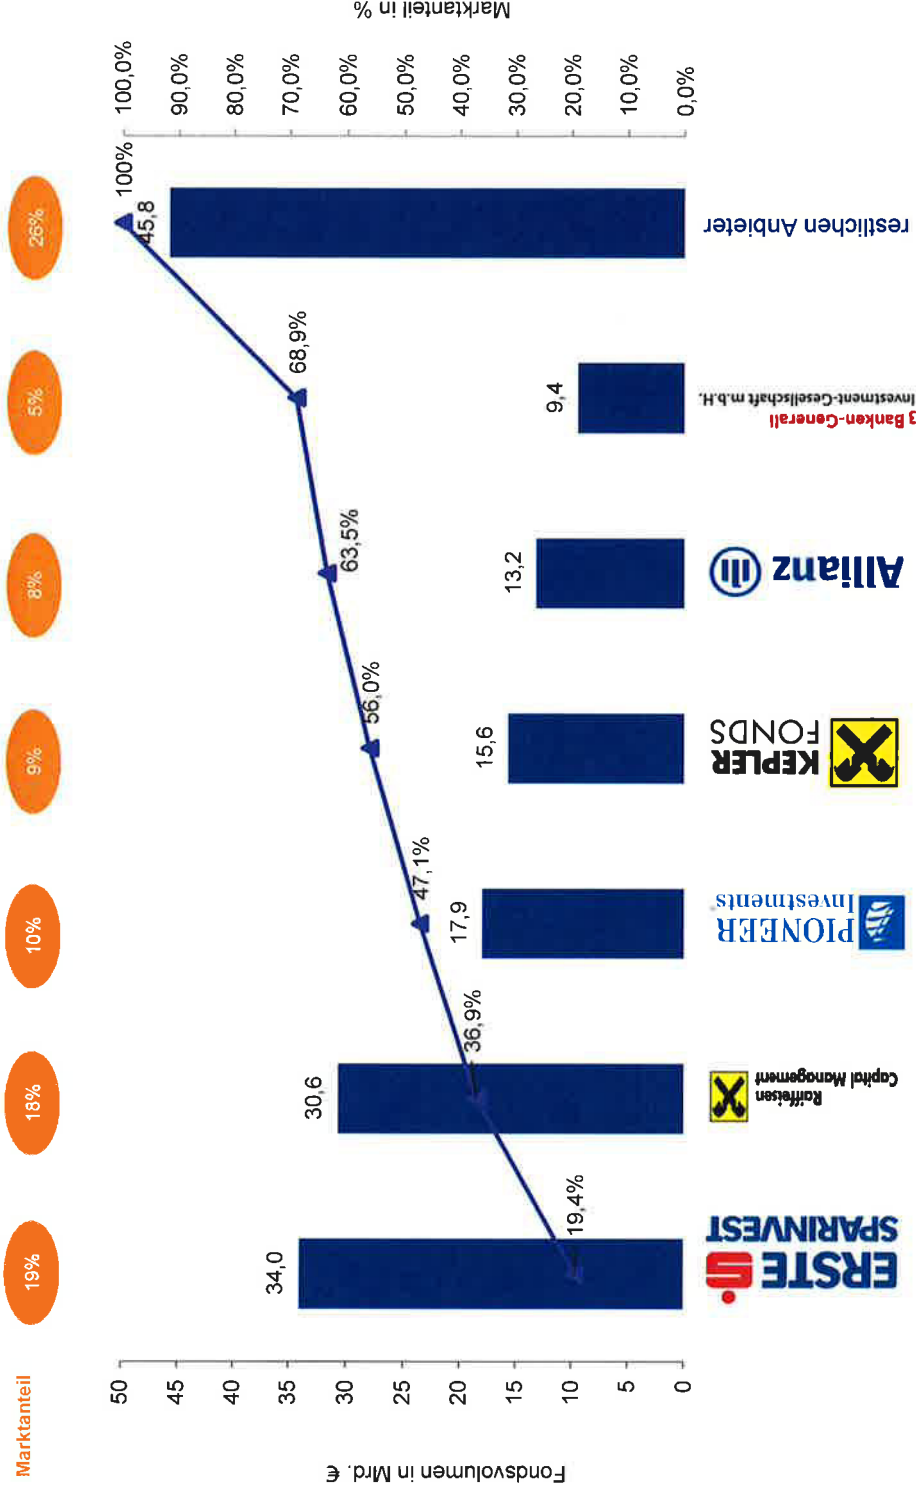 Marktanteil
19%
18%
10%
9%
8%
5%
26%
Fondsvolumen in Mrd. €
50
45
40
35
30
25
20
15
10
5
0
34,0
30,6
17,9
15,6
13,2
9,4
45,8
19,4%
36,9%
47,1%
56,0%
63,5%
68,9%
100%
Marktanteil in %
100,0%
90,0%
80,0%
70,0%
60,0%
50,0%
40,0%
30,0%
20,0%
10,0%
0,0%
ERSTE
SPARINVEST
Raiffeisen
Capital Management
PIONEER
Investments
KEPLER
FONDS
Allianz
3 Banken-Generali
Investment-Gesellschaft m.b.H.
restlichen Anbieter